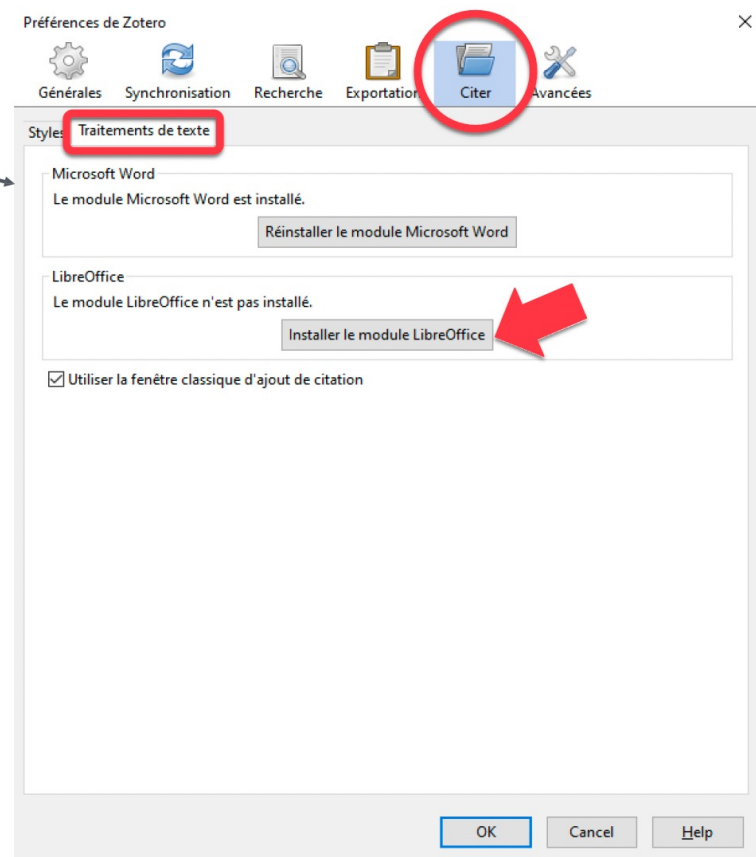 Préférences de Zotero
Générales Synchronisation Recherche Exportation Citer Avancées
Styles Traitements de texte
Microsoft Word
Le module Microsoft Word est installé.
Réinstaller le module Microsoft Word
LibreOffice
Le module LibreOffice n'est pas installé.
Installer le module LibreOffice
Utiliser la fenêtre classique d'ajout de citation
OK Cancel Help